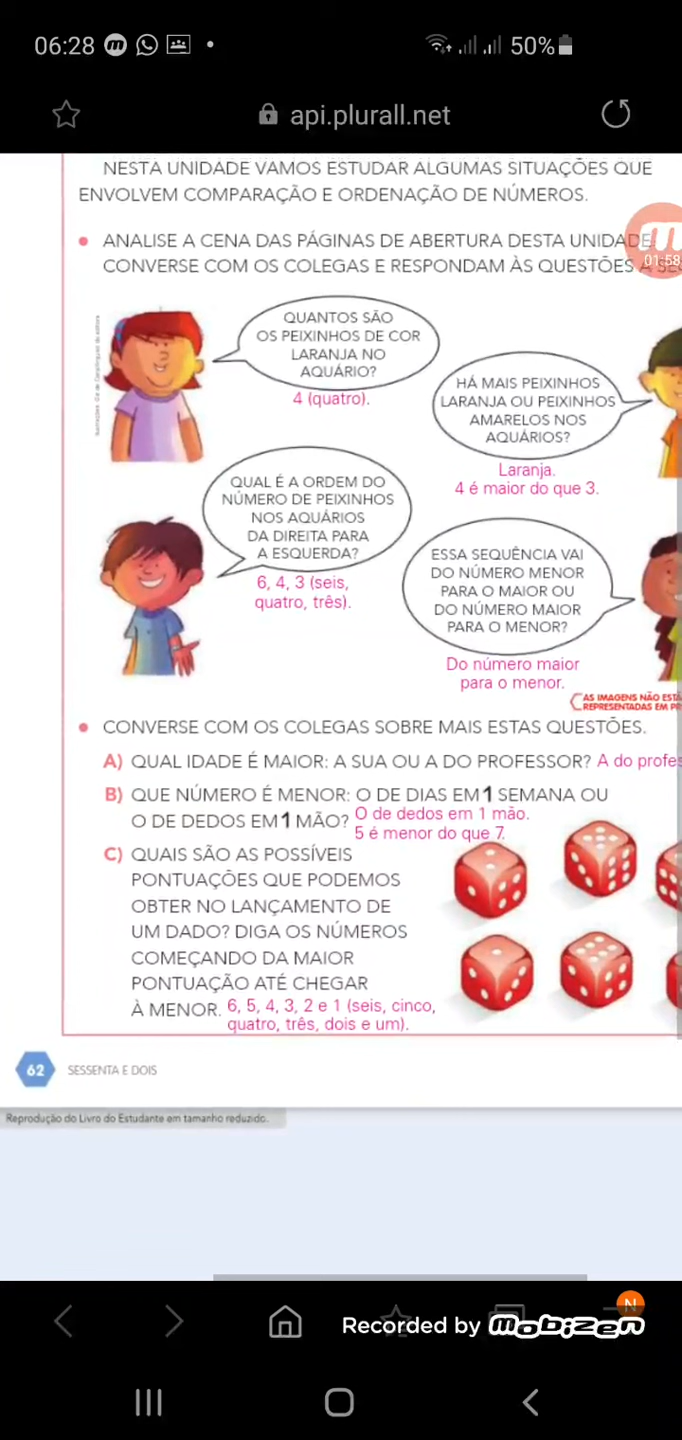 06:28
50%
api.plurall.net
01:58
NESTA UNIDADE VAMOS ESTUDAR ALGUMAS SITUAÇÕES QUE
ENVOLVEM COMPARAÇÃO E ORDENAÇÃO DE NÚMEROS.
ANALISE A CENA DAS PÁGINAS DE ABERTURA DESTA UNIDADE
CONVERSE COM OS COLEGAS E RESPONDAM ÀS QUESTÕES A
QUANTOS SÃO
OS PEIXINHOS DE COR
LARANJA NO
AQUÁRIO?
4 (quatro).
HÁ MAIS PEIXINHOS
LARANJA OU PEIXINHOS
AMARELOS NOS
AQUÁRIOS?
Laranja.
4 é maior do que 3.
QUAL É A ORDEM DO
NÚMERO DE PEIXINHOS
NOS AQUÁRIOS
DA DIREITA PARA
A ESQUERDA?
6, 4, 3 (seis,
quatro, três).
ESSA SEQUÊNCIA VAI
DO NÚMERO MENOR
PARA O MAIOR OU
DO NÚMERO MAIOR
PARA O MENOR?
Do número maior
para o menor.
AS IMAGENS NÃO ESTÃ
REPRESENTADAS EM PR
CONVERSE COM OS COLEGAS SOBRE MAIS ESTAS QUESTÕES.
A) QUAL IDADE É MAIOR: A SUA OU A DO PROFESSOR? A do profes
B) QUE NÚMERO É MENOR: O DE DIAS EM 1 SEMANA OU
O DE DEDOS EM 1 MÃO? O de dedos em 1 mão.
5 é menor do que 7.
C) QUAIS SÃO AS POSSÍVEIS
PONTUAÇÕES QUE PODEMOS
OBTER NO LANÇAMENTO DE
UM DADO? DIGA OS NÚMEROS
COMEÇANDO DA MAIOR
PONTUAÇÃO ATÉ CHEGAR
À MENOR. 6, 5, 4, 3, 2 e 1 (seis, cinco,
quatro, três, dois e um).
62 SESSENTA E DOIS
Reprodução do Livro do Estudante em tamanho reduzido.
N
Recorded by mobizen